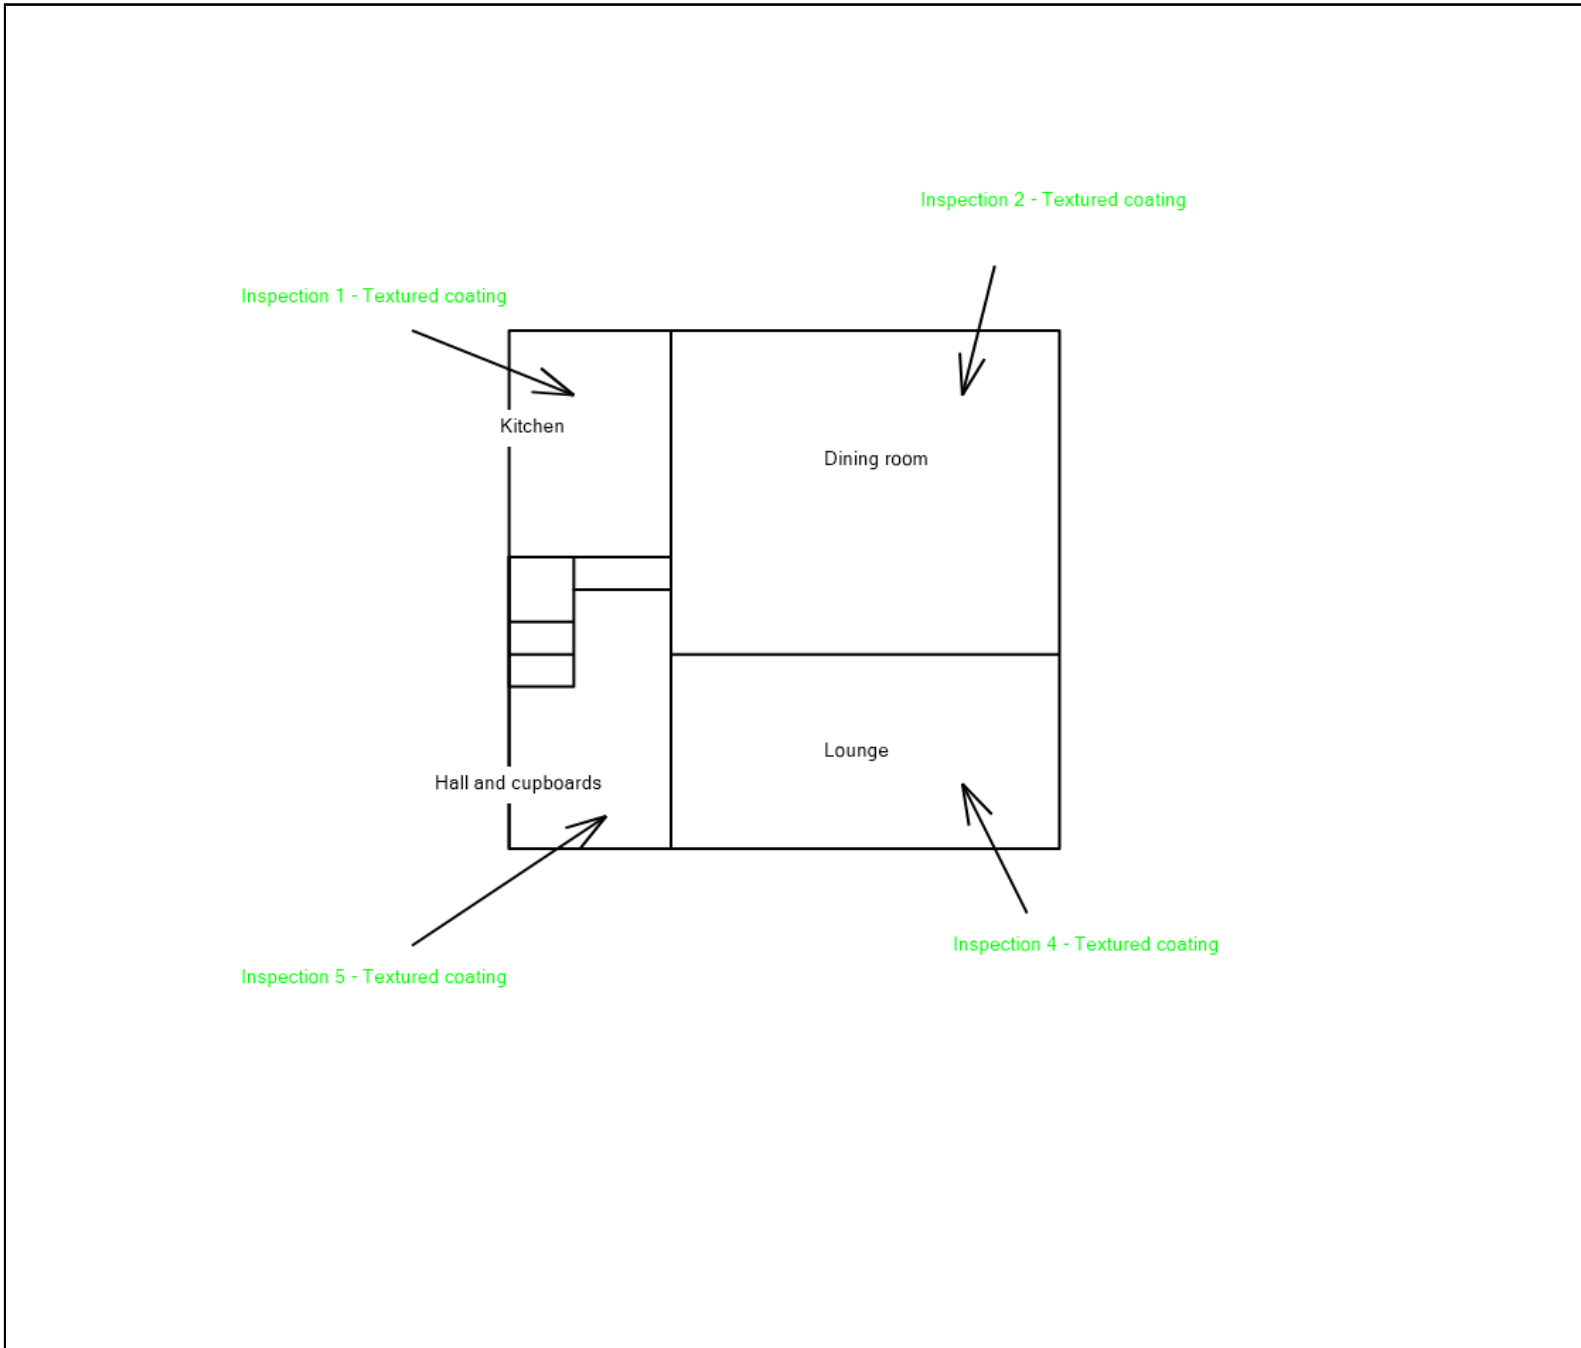 Inspection 2 - Textured coating
Inspection 1 - Textured coating
Kitchen
Dining room
Lounge
Hall and cupboards
Inspection 4 - Textured coating
Inspection 5 - Textured coating